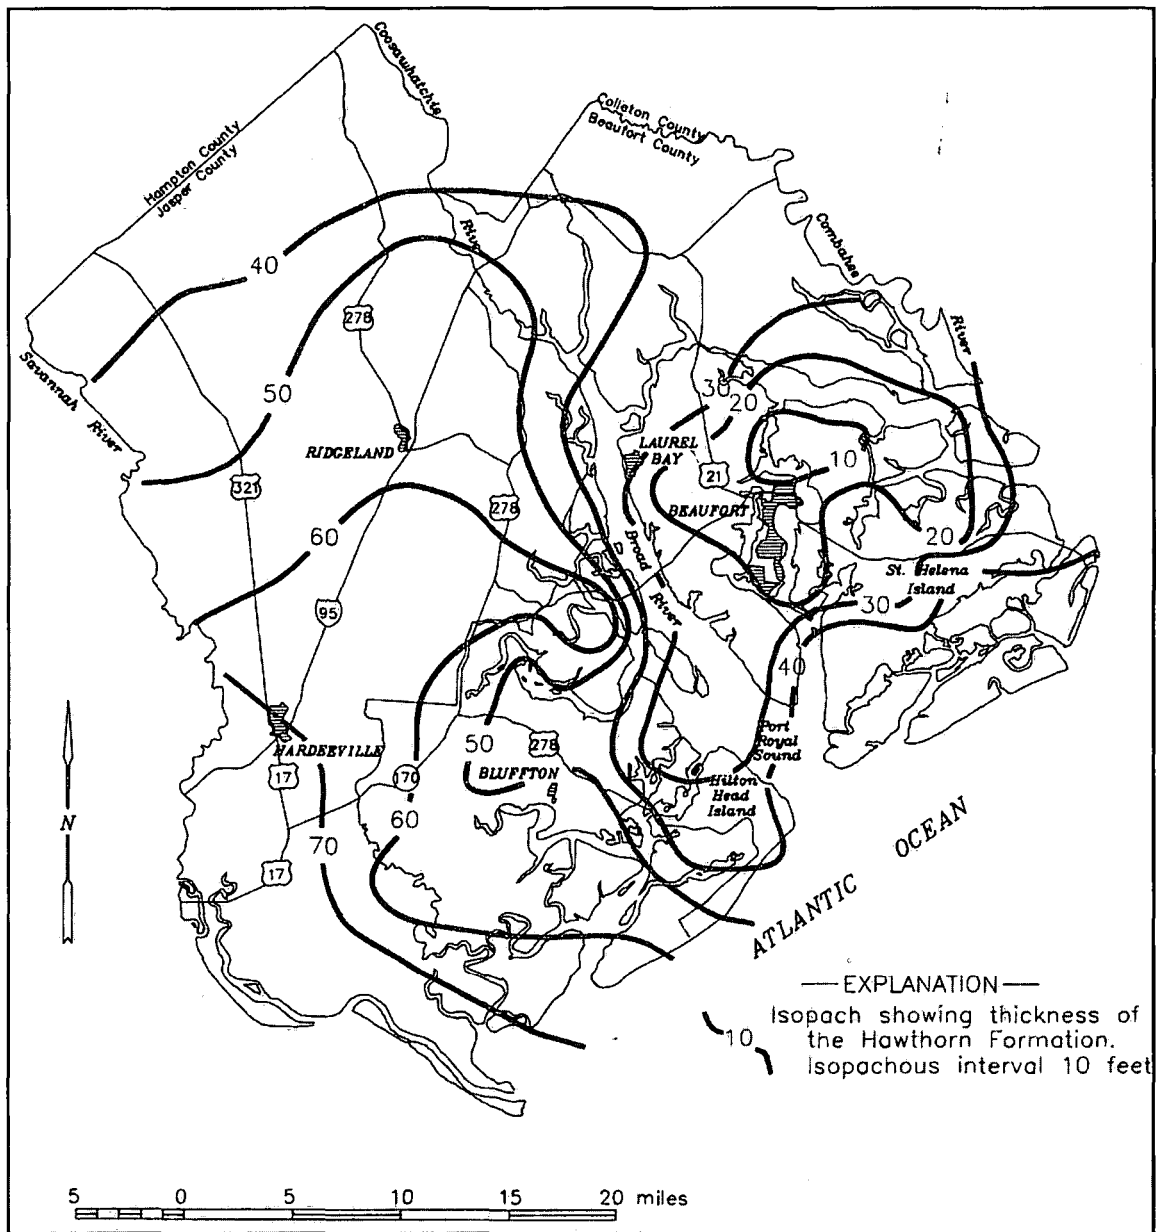 Coosawhatchie
Colleton County
Beaufort County
Hampton County
Jasper County
River
Combahee
40
278
River
Savannah
50
30
20
River
LAUREL
BAY
RIDGELAND
10
21
321
278
BEAUFORT
60
20
Broad
St. Helena
Island
95
River
30
40
N
50
278
Port
Royal
Sound
HARDEEVILLE
17
170
BLUFFTON
Hilton
Head
Island
60
70
OCEAN
17
ATLANTIC
EXPLANATION
Isopach showing thickness of
10 the Hawthorn Formation.
Isopachous interval 10 feet
5 0 5 10 15 20 miles